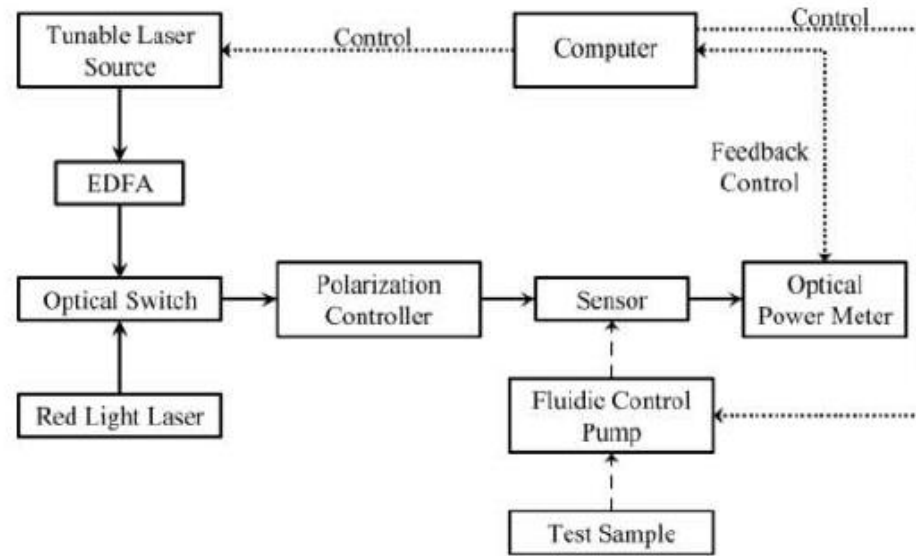 Tunable Laser
Source
Control
Computer
Control
EDFA
Feedback
Control
Optical Switch
Polarization
Controller
Sensor
Optical
Power Meter
Red Light Laser
Fluidic Control
Pump
Test Sample